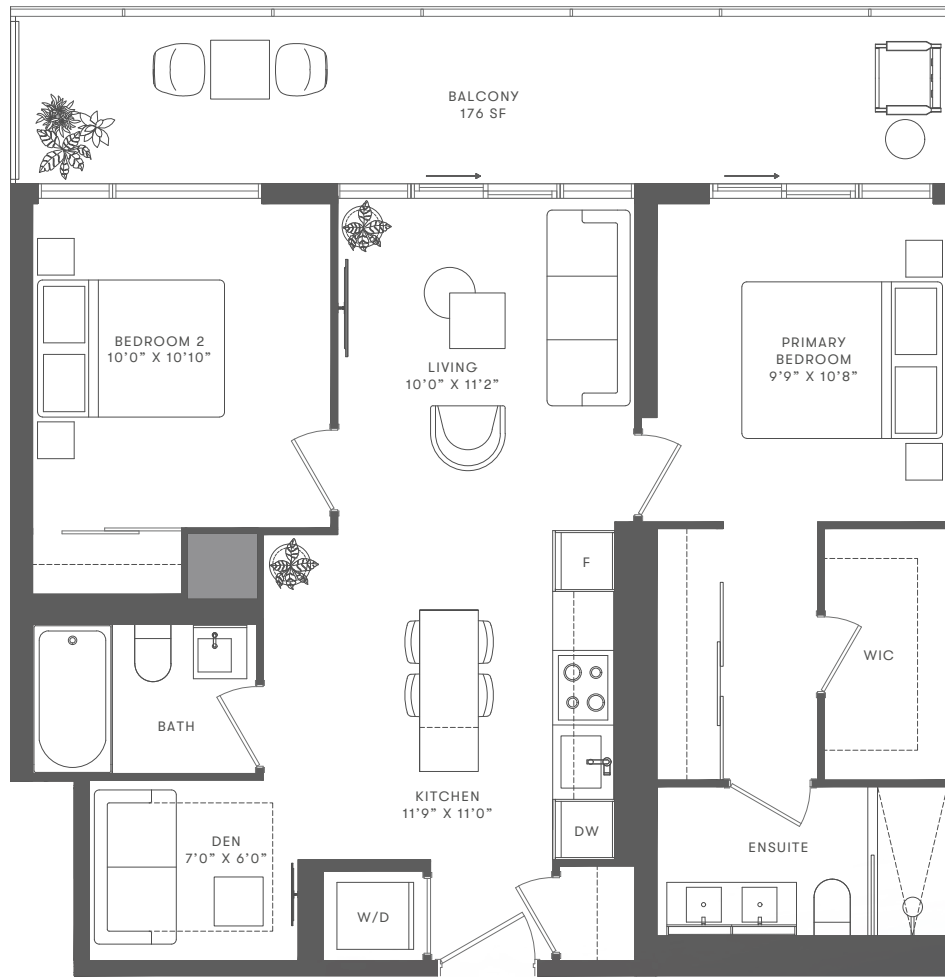 BALCONY
176 SF
BEDROOM 2
10’0” X 10’10”
LIVING
10’0” X 11’2”
PRIMARY
BEDROOM
9’9” X 10’8”
F
WIC
BATH
KITCHEN
11’9” X 11’0”
DW
DEN
7’0” X 6’0”
ENSUITE
W/D